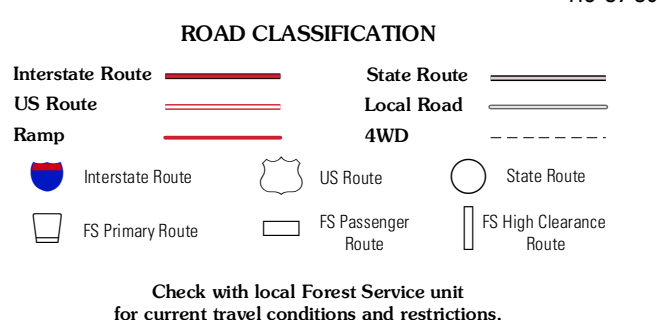 ROAD CLASSIFICATION
Interstate Route
State Route
US Route
Local Road
Ramp
4WD
Interstate Route
US Route
State Route
FS Primary Route
FS Passenger
Route
FS High Clearance
Route
Check with local Forest Service unit
for current travel conditions and restrictions.